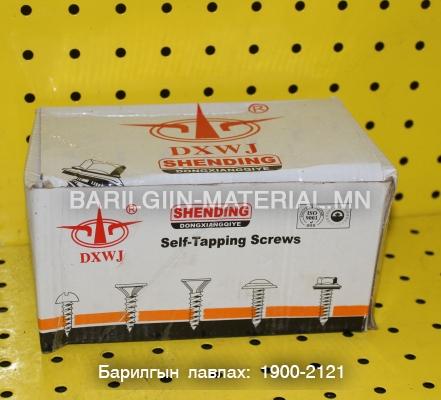 ®
DXWJ
SHENDING
DONGXIANGQIYE
BARILGIIN-MATERIAL.MN
®
DXWJ
SHENDING
DONGXIANGQIYE
ISO
9001
Self-Tapping Screws
Барилгын лавлах: 1900-2121